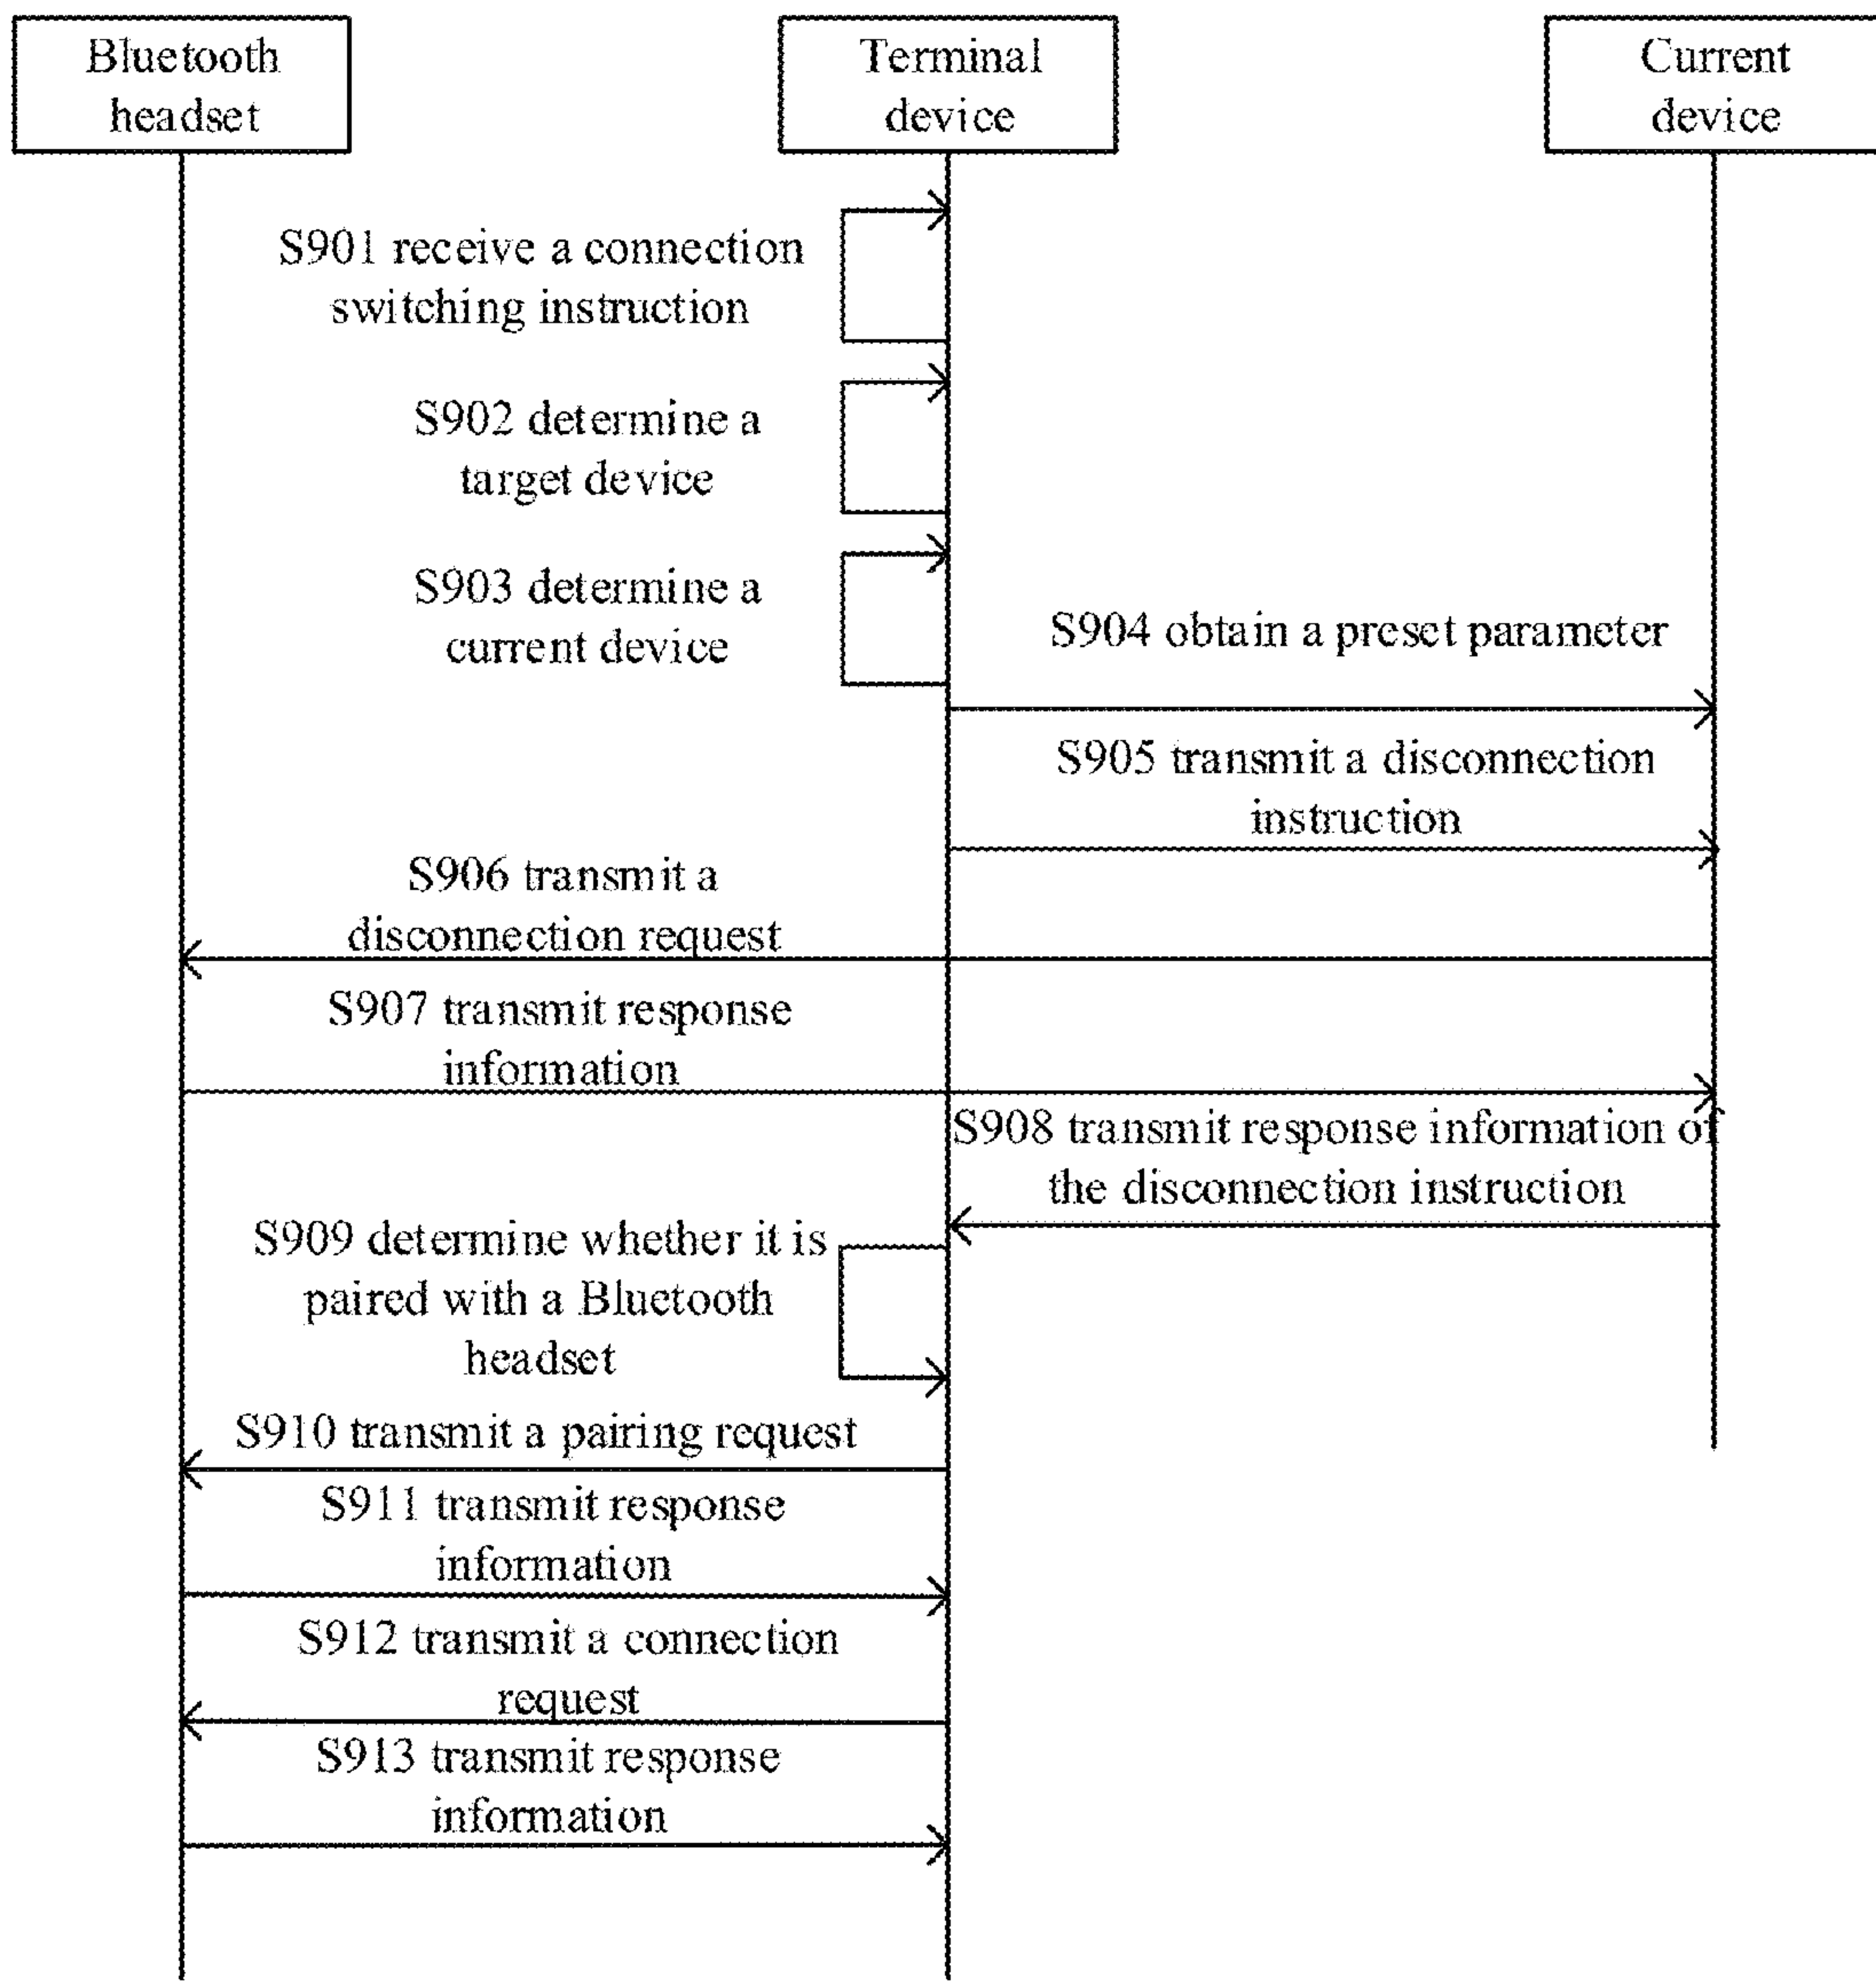 Bluetooth
headset
Terminal
device
Current
device
S901 receive a connection
switching instruction
S902 determine a
target device
S903 determine a
current device
S904 obtain a preset parameter
S905 transmit a disconnection
instruction
S906 transmit a
disconnection request
S907 transmit response
information
S908 transmit response information of
the disconnection instruction
S909 determine whether it is
paired with a Bluetooth
headset
S910 transmit a pairing request
S911 transmit response
information
S912 transmit a connection
request
S913 transmit response
information